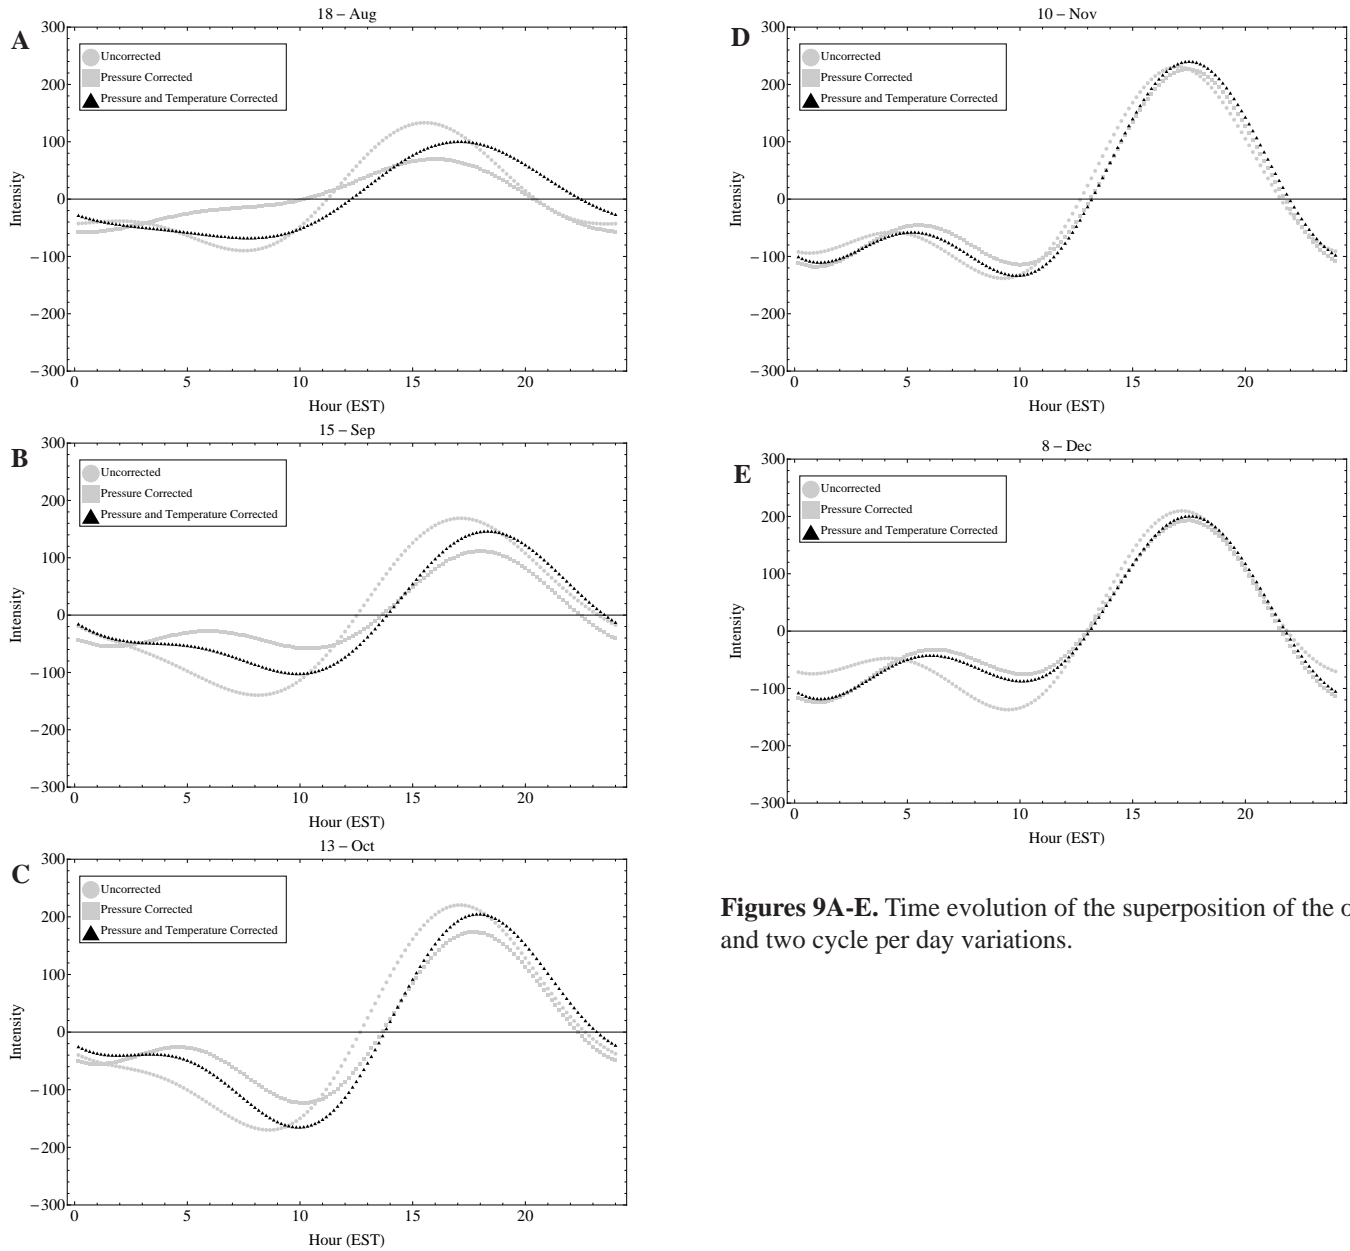 A
18 – Aug
Uncorrected
Pressure Corrected
Pressure and Temperature Corrected
300
200
100
0
−100
−200
−300
Intensity
0 5 10 15 20
Hour (EST)
B
15 – Sep
Uncorrected
Pressure Corrected
Pressure and Temperature Corrected
300
200
100
0
−100
−200
−300
Intensity
0 5 10 15 20
Hour (EST)
C
13 – Oct
Uncorrected
Pressure Corrected
Pressure and Temperature Corrected
300
200
100
0
−100
−200
−300
Intensity
0 5 10 15 20
Hour (EST)
D
10 – Nov
Uncorrected
Pressure Corrected
Pressure and Temperature Corrected
300
200
100
0
−100
−200
−300
Intensity
0 5 10 15 20
Hour (EST)
E
8 – Dec
Uncorrected
Pressure Corrected
Pressure and Temperature Corrected
300
200
100
0
−100
−200
−300
Intensity
0 5 10 15 20
Hour (EST)
Figures 9A-E. Time evolution of the superposition of the
and two cycle per day variations.